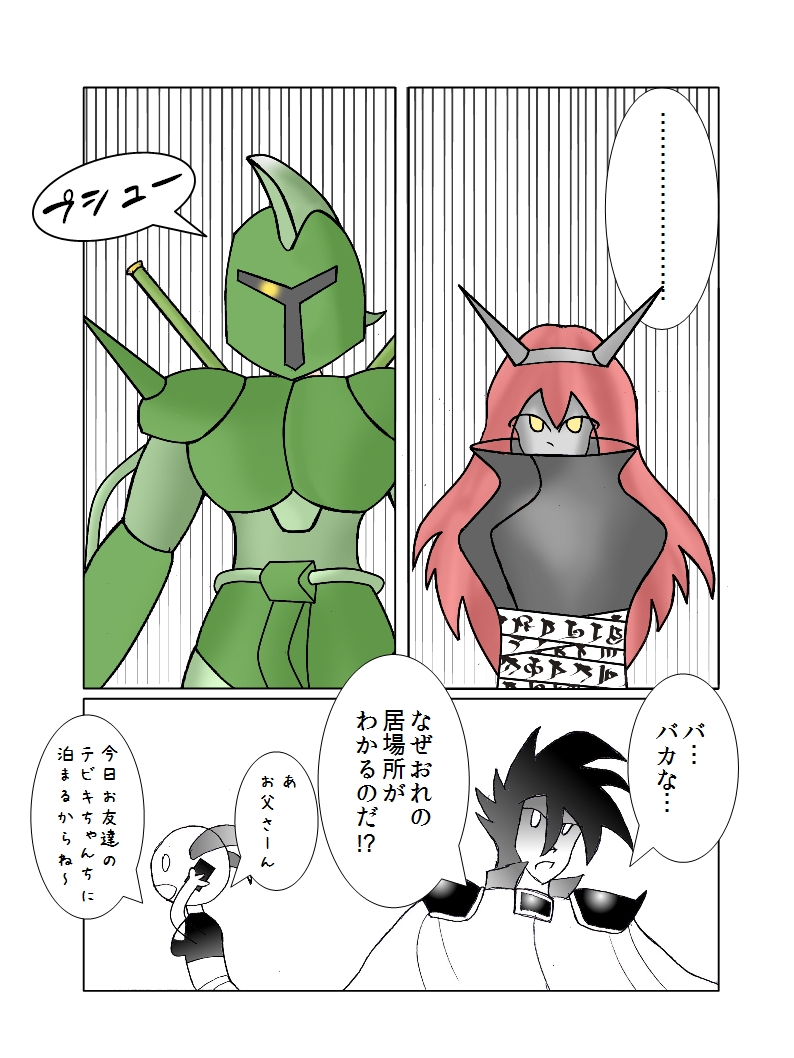 ……………………
プシュー
バ…
バカな…
なぜおれの
居場所が
わかるのだ!?
あ
お父さーん
今日お友達の
テビキちゃんちに
泊まるからね～